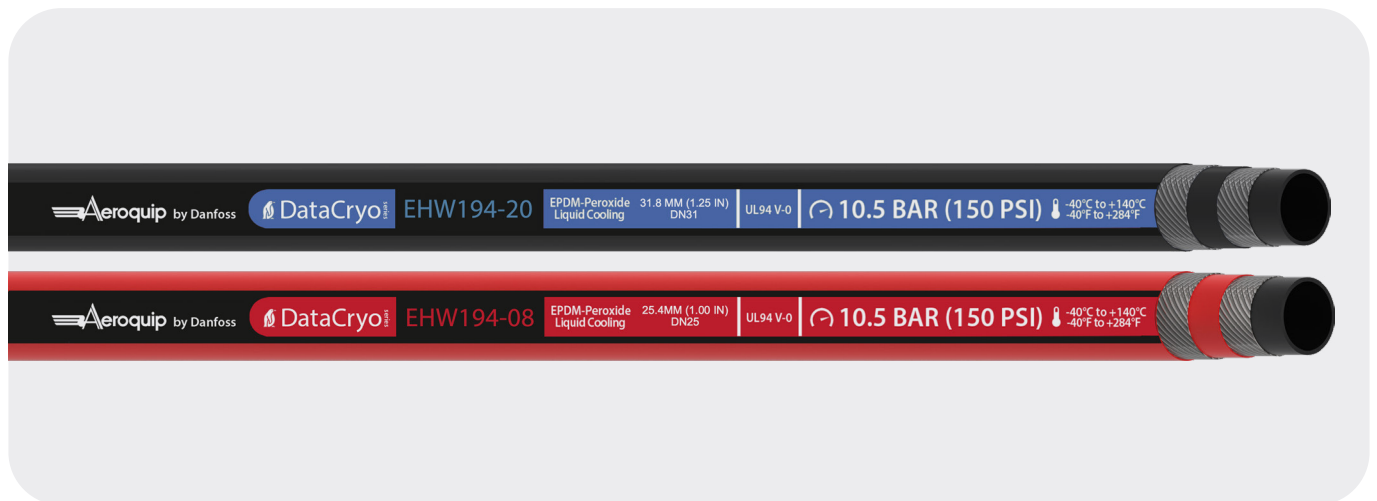 Aeroquip by Danfoss DataCryo series EHW194-20 EPDM-Peroxide Liquid Cooling 31.8 MM (1.25 IN) DN31 UL94 V-0 10.5 BAR (150 PSI) -40°C to +140°C -40°F to +284°F
Aeroquip by Danfoss DataCryo series EHW194-08 EPDM-Peroxide Liquid Cooling 25.4MM (1.00 IN) DN25 UL94 V-0 10.5 BAR (150 PSI) -40°C to +140°C -40°F to +284°F